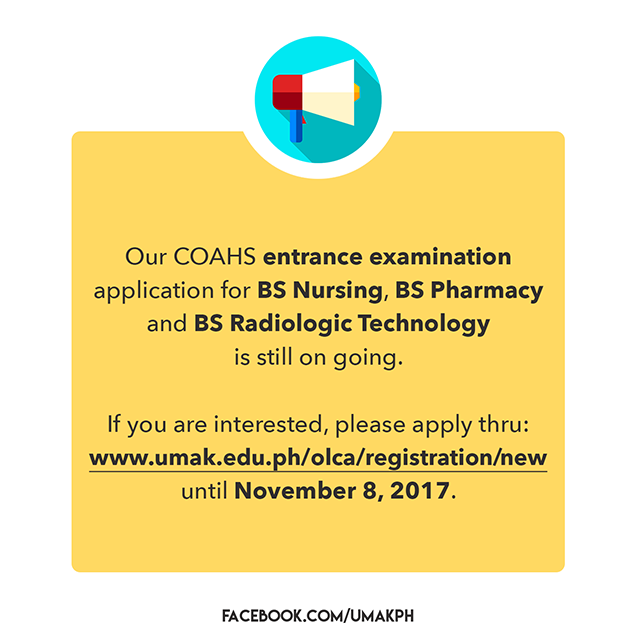 Our COAHS entrance examination
application for BS Nursing, BS Pharmacy
and BS Radiologic Technology
is still on going.
If you are interested, please apply thru:
www.umak.edu.ph/olca/registration/new
until November 8, 2017.
FACEBOOK.COM/UMAKPH